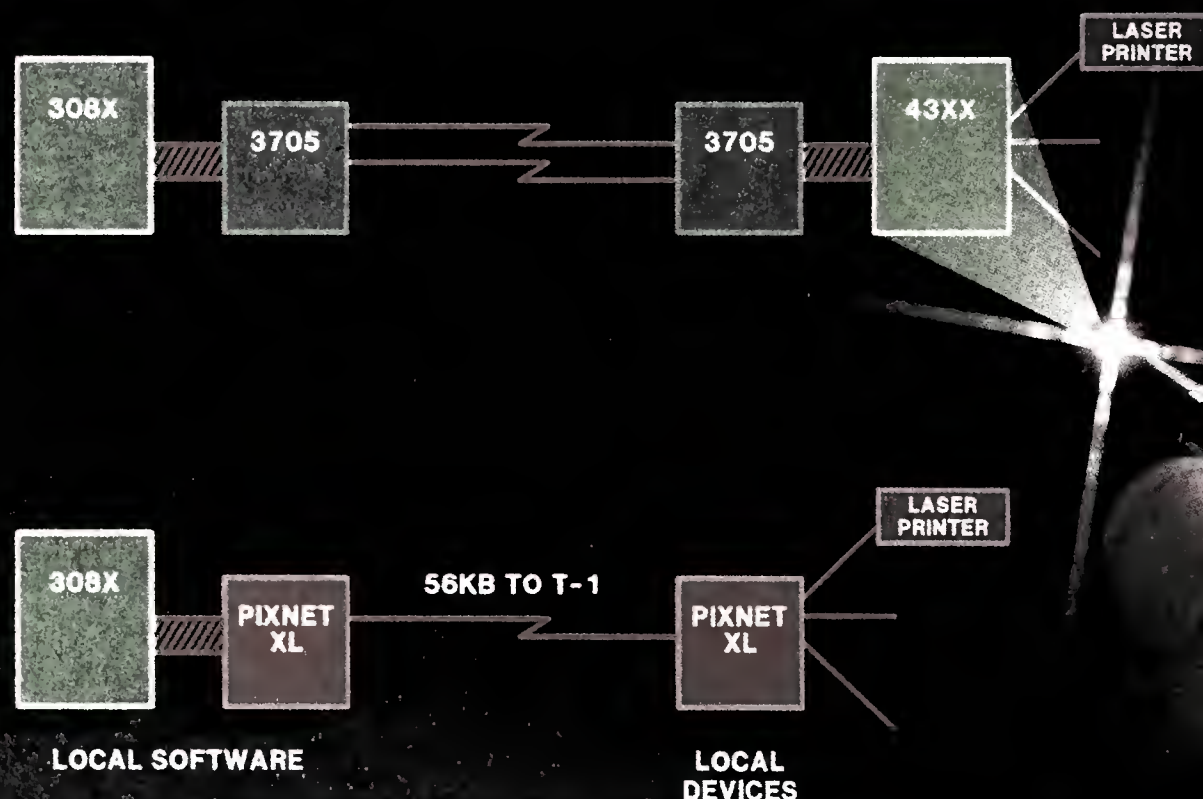 LASER
PRINTER
308X
3705
3705
43XX
LASER
PRINTER
308X
PIXNET
XL
56KB TO T-1
PIXNET
XL
LOCAL SOFTWARE
LOCAL
DEVICES